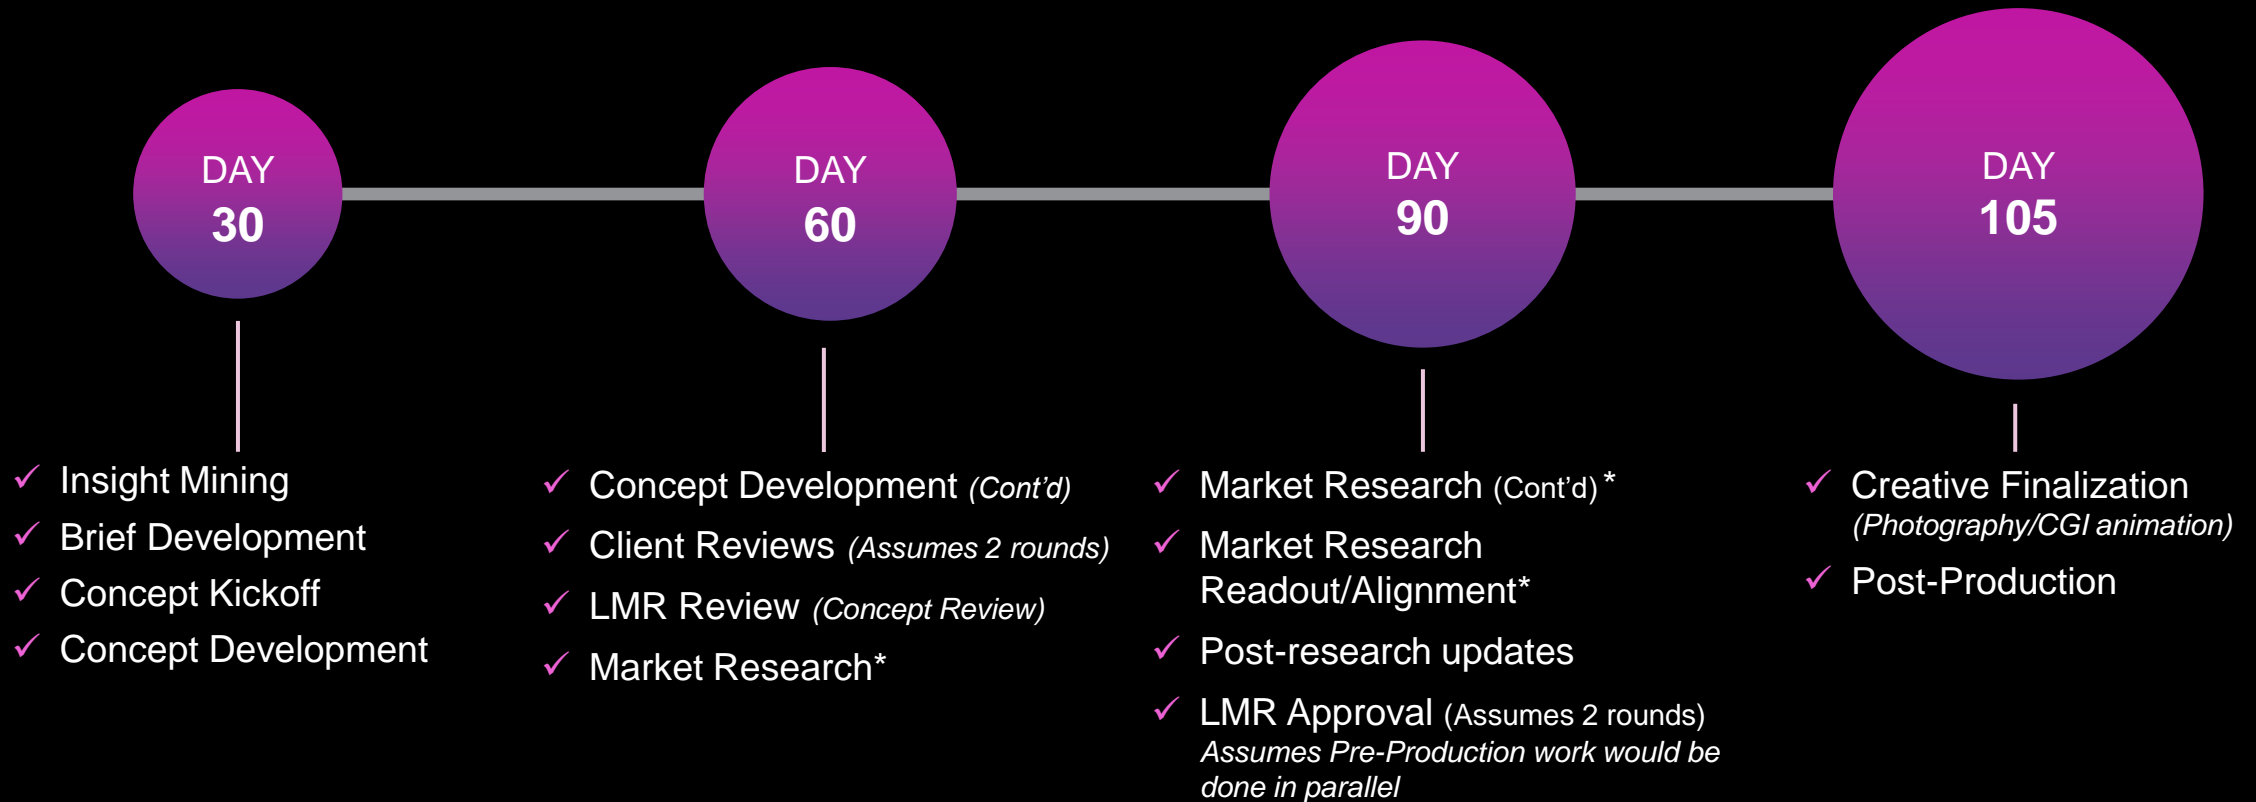 DAY
30
DAY
60
DAY
90
DAY
105
Insight Mining
Brief Development
Concept Kickoff
Concept Development
Concept Development (Cont’d)
Client Reviews (Assumes 2 rounds)
LMR Review (Concept Review)
Market Research*
Market Research (Cont’d) *
Market Research
Readout/Alignment*
Post-research updates
LMR Approval (Assumes 2 rounds)
Assumes Pre-Production work would be
done in parallel
Creative Finalization
(Photography/CGI animation)
Post-Production